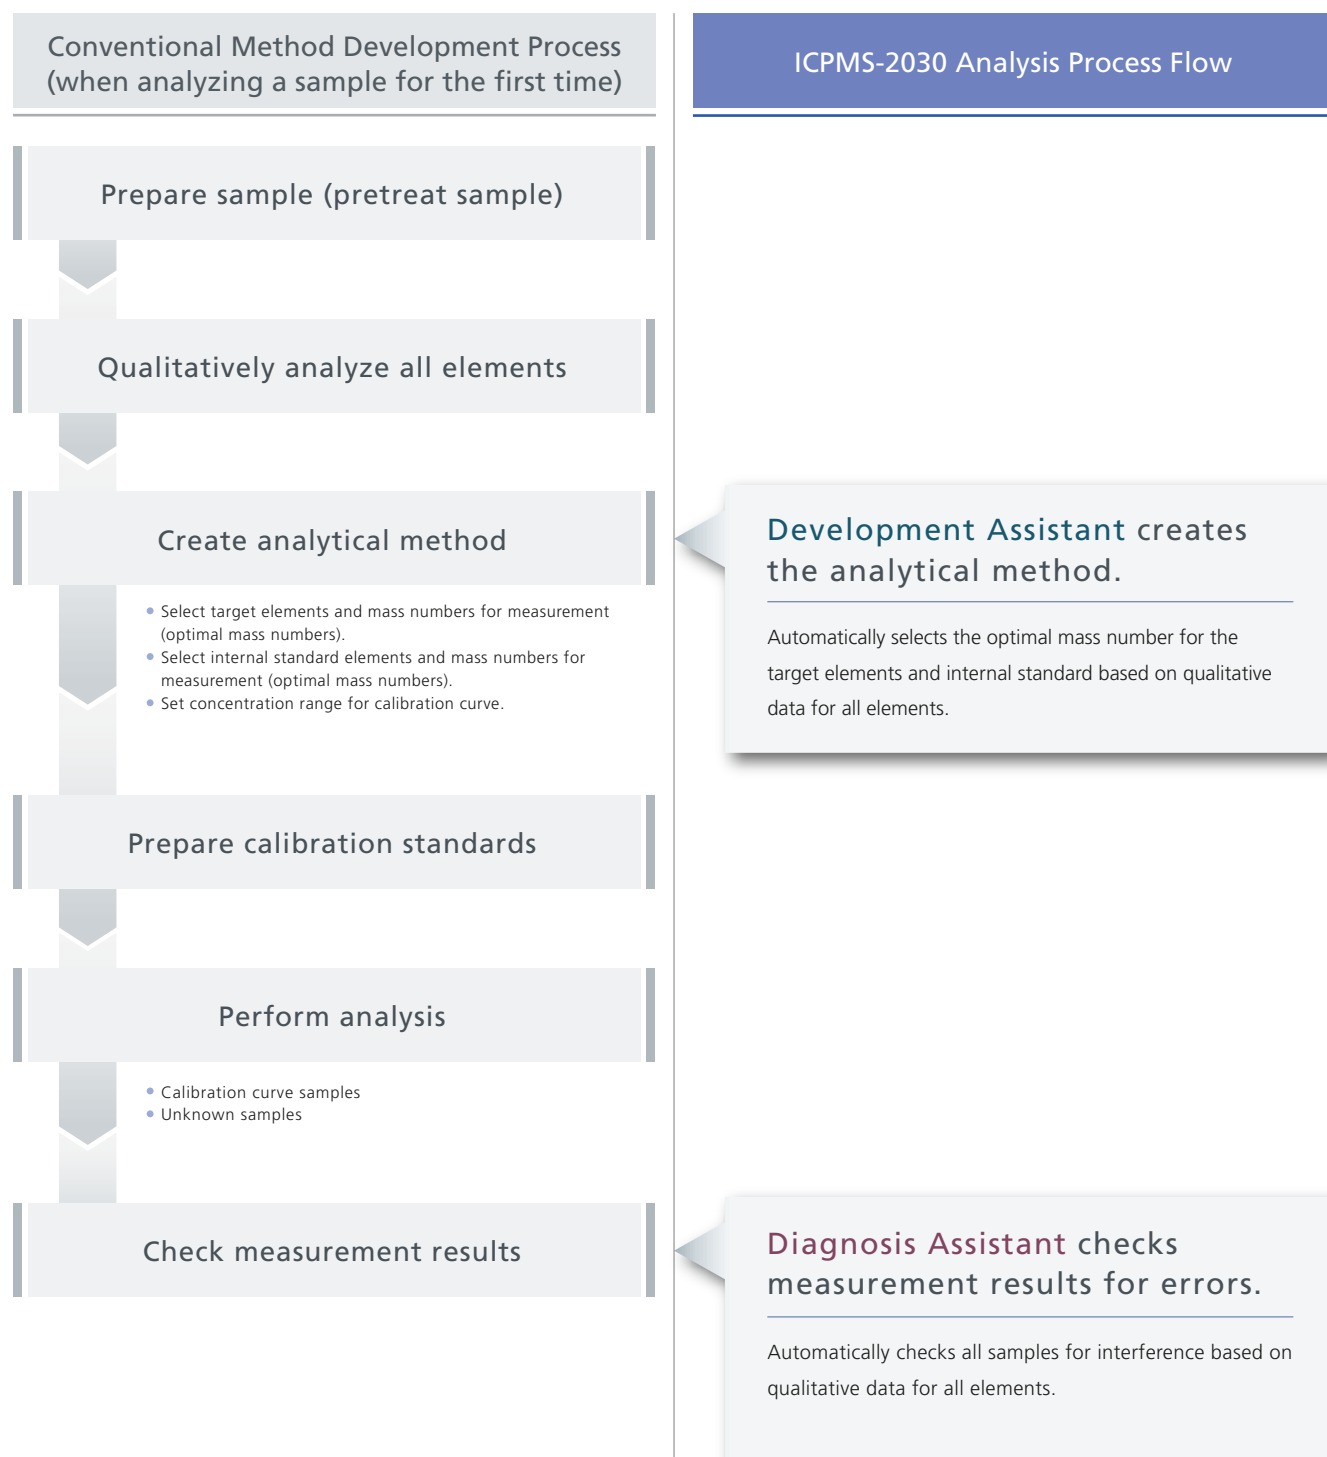 Conventional Method Development Process
(when analyzing a sample for the first time)
Prepare sample (pretreat sample)
Qualitatively analyze all elements
Create analytical method
• Select target elements and mass numbers for measurement
(optimal mass numbers).
• Select internal standard elements and mass numbers for
measurement (optimal mass numbers).
• Set concentration range for calibration curve.
Prepare calibration standards
Perform analysis
• Calibration curve samples
• Unknown samples
Check measurement results
ICPMS-2030 Analysis Process Flow
Development Assistant creates
the analytical method.
Automatically selects the optimal mass number for the
target elements and internal standard based on qualitative
data for all elements.
Diagnosis Assistant checks
measurement results for errors.
Automatically checks all samples for interference based on
qualitative data for all elements.